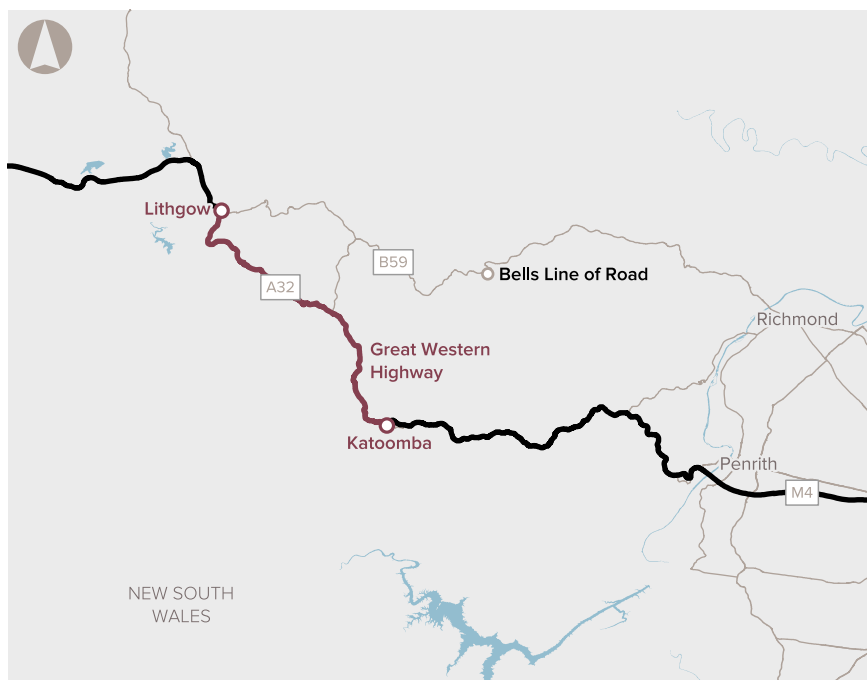 Lithgow
B59
Bells Line of Road
A32
Richmond
Great Western
Highway
Katoomba
Penrith
M4
NEW SOUTH
WALES